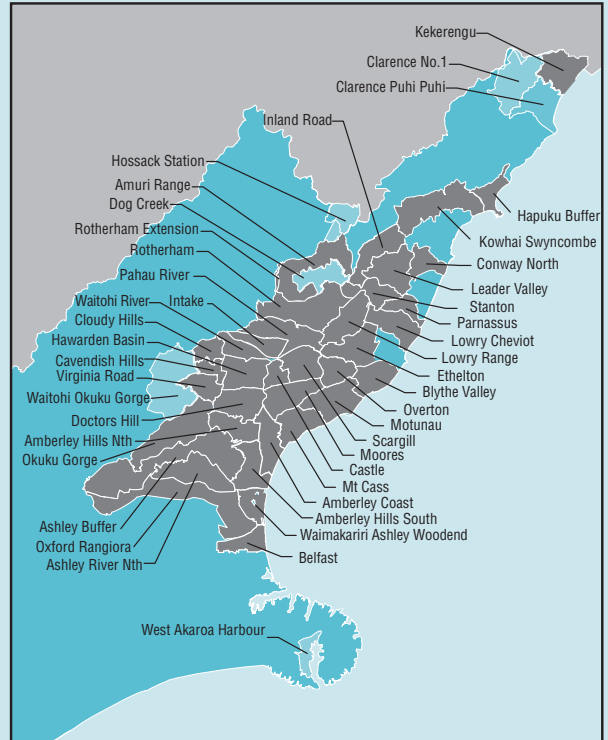 Kekerengu
Clarence No.1
Clarence Puhi Puhi
Inland Road
Hossack Station
Amuri Range
Dog Creek
Rotherham Extension
Rotherham
Pahau River
Waitohi River
Intake
Cloudy Hills
Hawarden Basin
Cavendish Hills
Virginia Road
Waitohi Okuku Gorge
Doctors Hill
Amberley Hills Nth
Okuku Gorge
Ashley Buffer
Oxford Rangiora
Ashley River Nth
Hapuku Buffer
Kowhai Swyncombe
Conway North
Leader Valley
Stanton
Parnassus
Lowry Cheviot
Lowry Range
Ethelton
Blythe Valley
Overton
Motunau
Scargill
Moores
Castle
Mt Cass
Amberley Coast
Amberley Hills South
Waimakariri Ashley Woodend
Belfast
West Akaroa Harbour